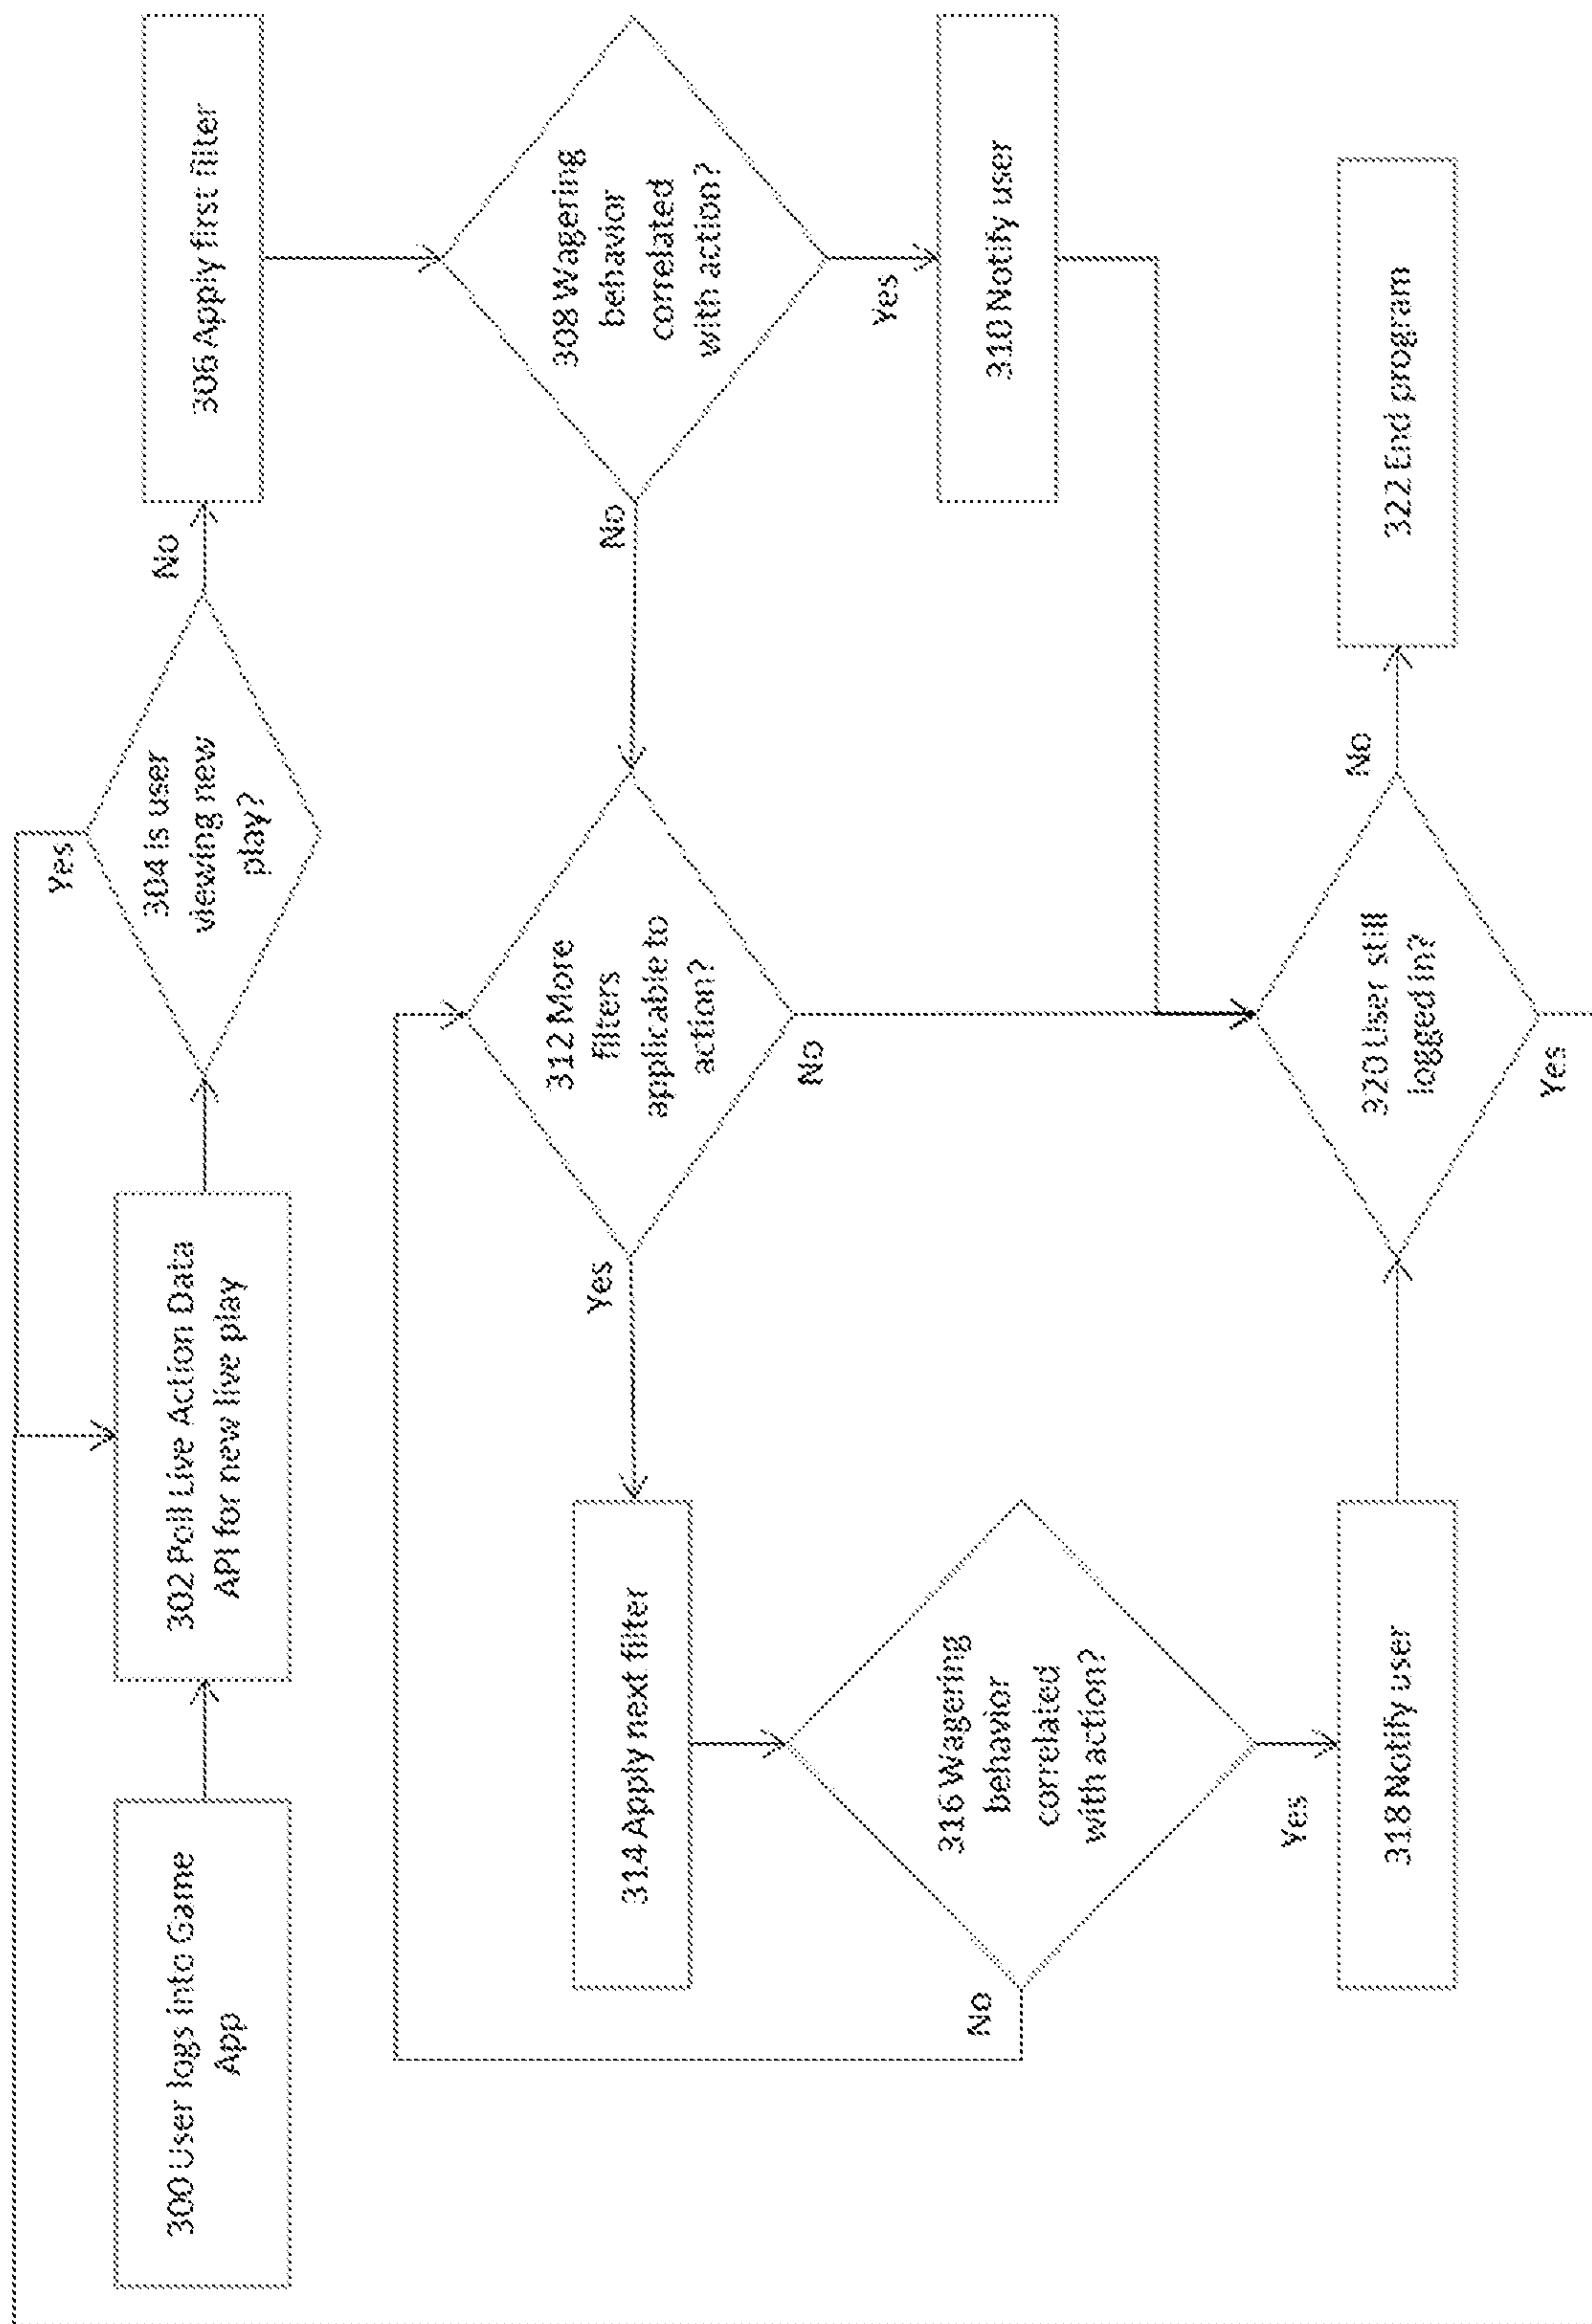 300 User logs into Game
App
302 Poll Live Action Data
API for new live play
304 is user
viewing new
play?
Yes
No
306 Apply first filter
308 Wagering
behavior
correlated
with action?
No
Yes
310 Notify user
312 More
filters
applicable to
action?
Yes
No
314 Apply next filter
316 Wagering
behavior
correlated
with action?
No
Yes
318 Notify user
320 User still
logged in?
No
Yes
322 End program